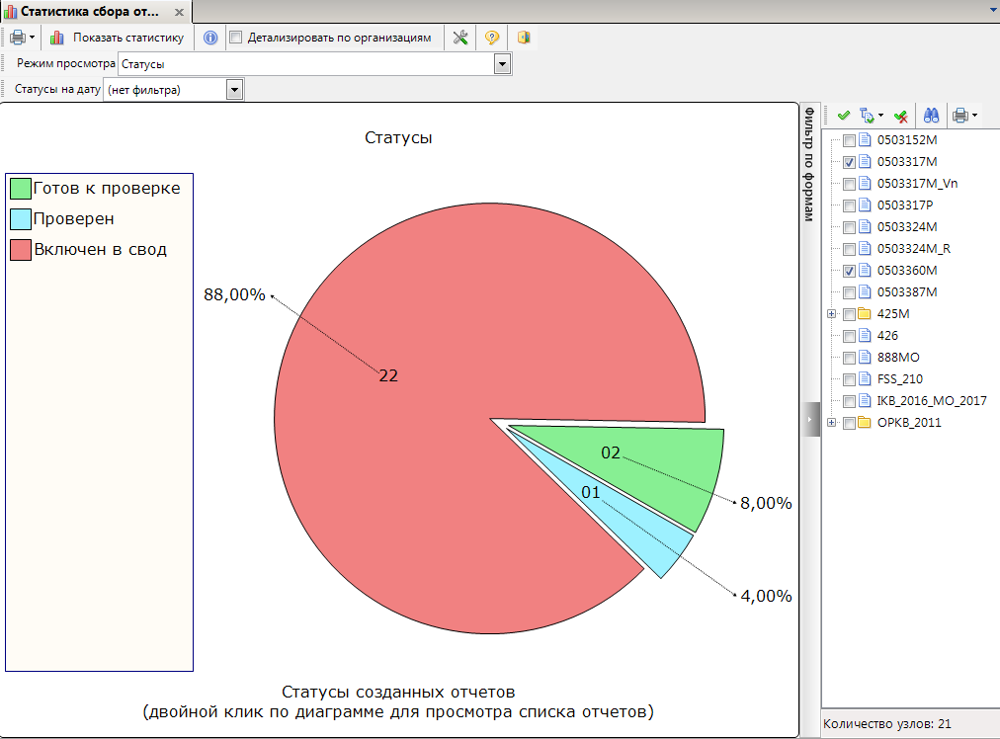 Статистика сбора от...
Показать статистику
Детализировать по организациям
Режим просмотра
Статусы
Статусы на дату
(нет фильтра)
Статусы
Готов к проверке
Проверен
Включен в свод
88,00%
22
02
8,00%
01
4,00%
Статусы созданных отчетов
(двойной клик по диаграмме для просмотра списка отчетов)
Фильтр по формам
0503152M
0503317M
0503317M_Vn
0503317P
0503324M
0503324M_R
0503360M
0503387M
425M
426
888MO
FSS_210
IKB_2016_MO_2017
OPKB_2011
Количество узлов: 21